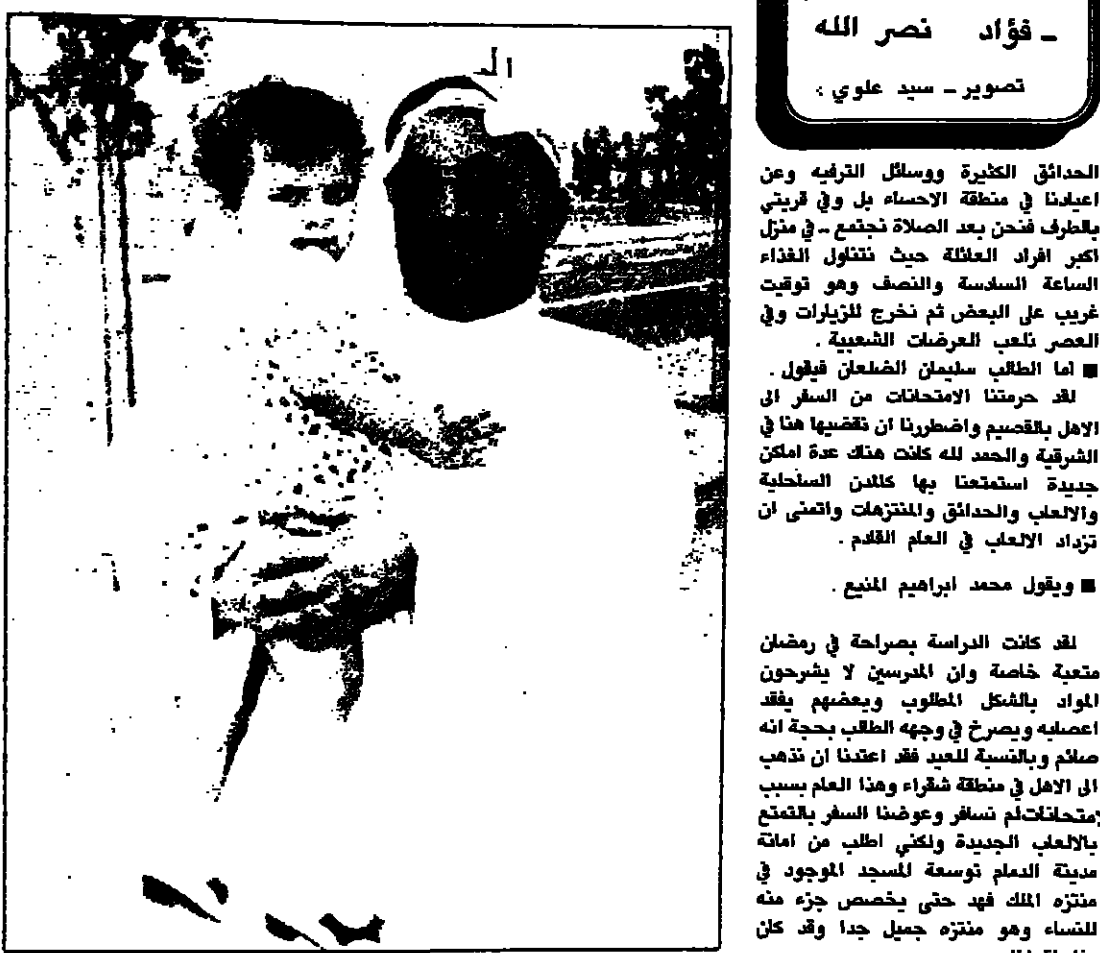 ـ فؤاد نصر الله
تصوير ـ سيد علوي :
الـ
الحدائق الكثيرة ووسائل الترفيه وعن
اعيادنا في منطقة الاحساء بل وفي قريتي
بالطرف فنحن بعد الصلاة نجتمع ـ في منزل
اكبر افراد العائلة حيث نتناول الغذاء
الساعة السادسة والنصف وهو توقيت
غريب على البعض ثم نخرج للزيارات وفي
العصر نلعب العرضات الشعبية .
■ اما الطالب سليمان الضلعان فيقول .
لقد حرمتنا الامتحانات من السفر الى
الاهل بالقصيم واضطررنا ان نقضيها هنا في
الشرقية والحمد لله كانت هناك عدة اماكن
جديدة استمتعنا بها كالمدن الساحلية
والالعاب والحدائق والمنتزهات واتمنى ان
تزداد الالعاب في العام القادم .
■ ويقول محمد ابراهيم المنيع .
لقد كانت الدراسة بصراحة في رمضان
متعبة خاصة وان المدرسين لا يشرحون
المواد بالشكل المطلوب وبعضهم يفقد
اعصابه ويصرخ في وجهه الطالب بحجة انه
صائم وبالنسبة للعيد فقد اعتدنا ان نذهب
الى الاهل في منطقة شقراء وهذا العام بسبب
لامتحانات لم نسافر وعوضنا السفر بالتمتع
بالالعاب الجديدة ولكني اطلب من امانة
مدينة الدمام توسعة المسجد الموجود في
منتزه الملك فهد حتى يخصص جزء منه
للنساء وهو منتزه جميل جدا وقد كان